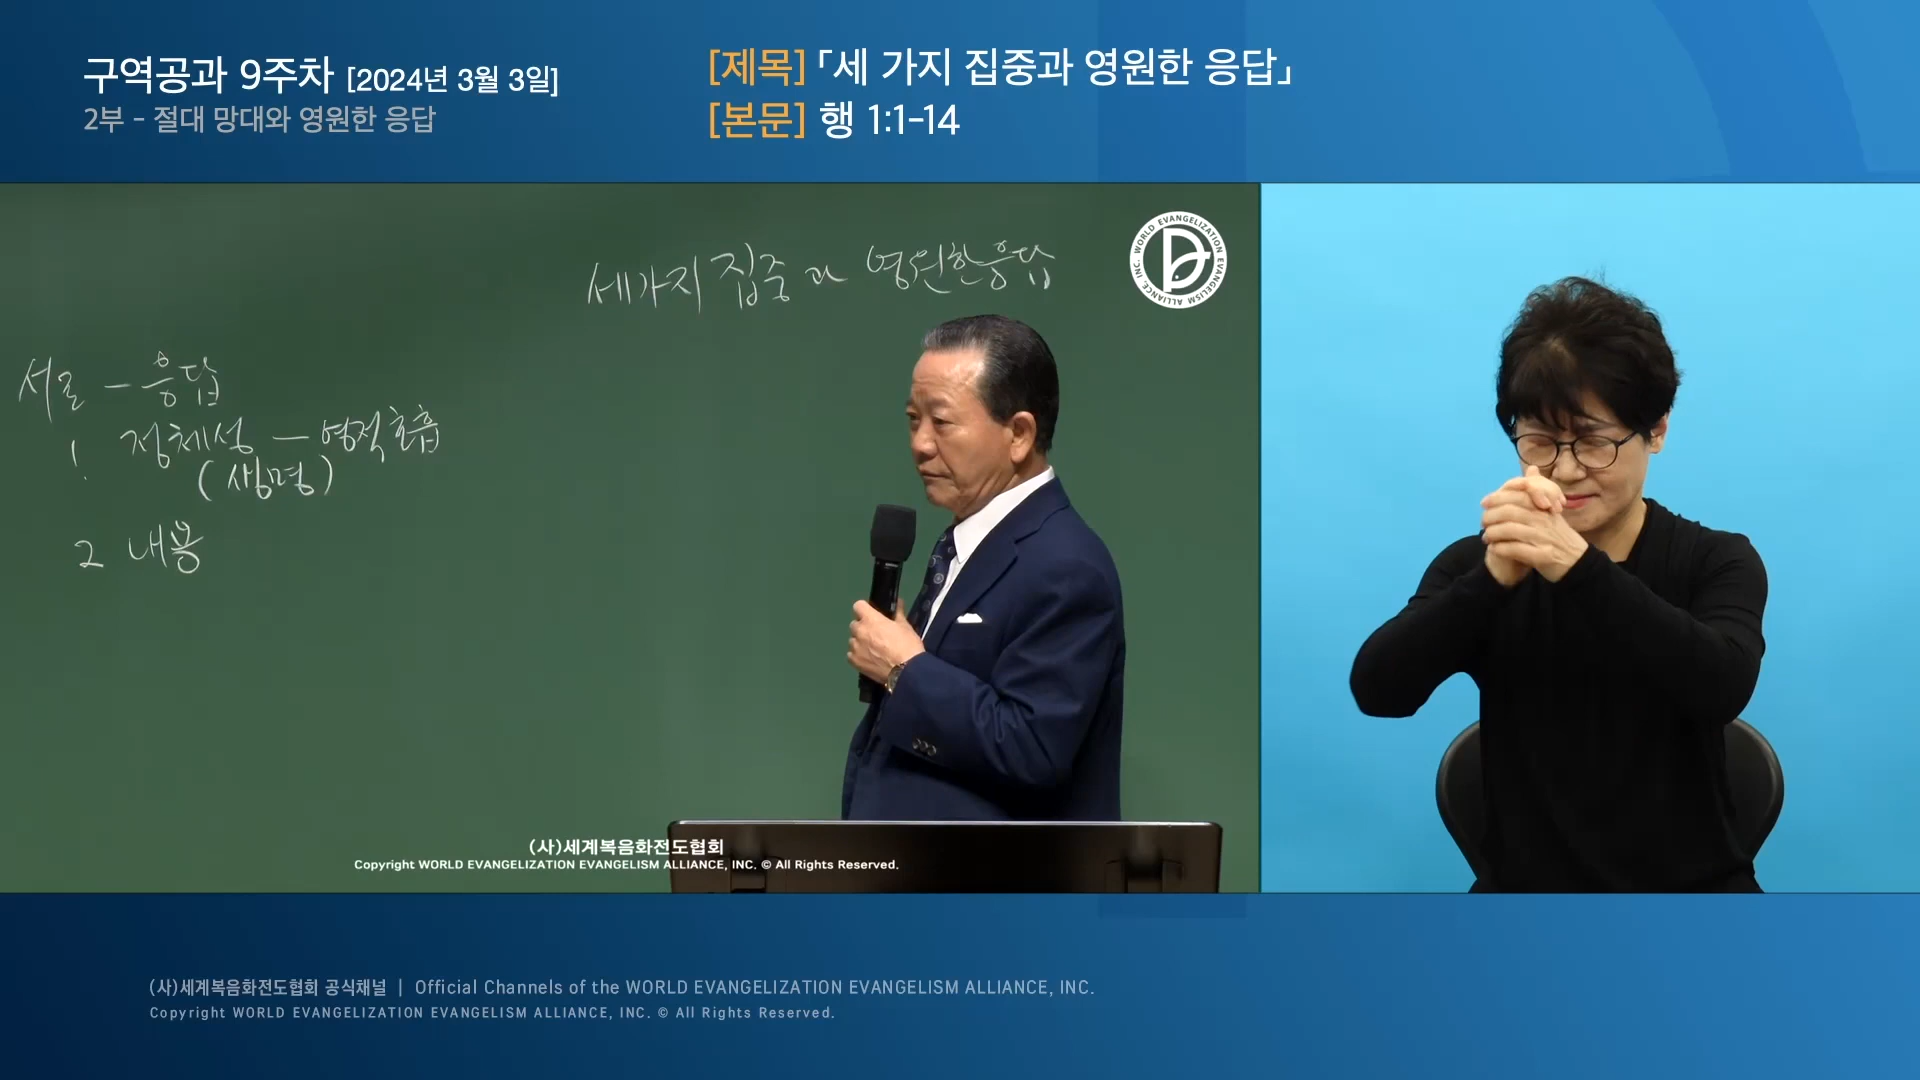 구역공과 9주차 [2024년 3월 3일]
2부 - 절대 망대와 영원한 응답
[제목] 「세 가지 집중과 영원한 응답」
[본문] 행 1:1-14
WORLD EVANGELIZATION EVANGELISM ALLIANCE, INC.
세가지 집중과 영원한 응답
서론 - 응답
1. 정체성 - 영적호흡
(생명)
2 내용
(사)세계복음화전도협회
Copyright WORLD EVANGELIZATION EVANGELISM ALLIANCE, INC. © All Rights Reserved.
(사)세계복음화전도협회 공식채널 | Official Channels of the WORLD EVANGELIZATION EVANGELISM ALLIANCE, INC.
Copyright WORLD EVANGELIZATION EVANGELISM ALLIANCE, INC. © All Rights Reserved.